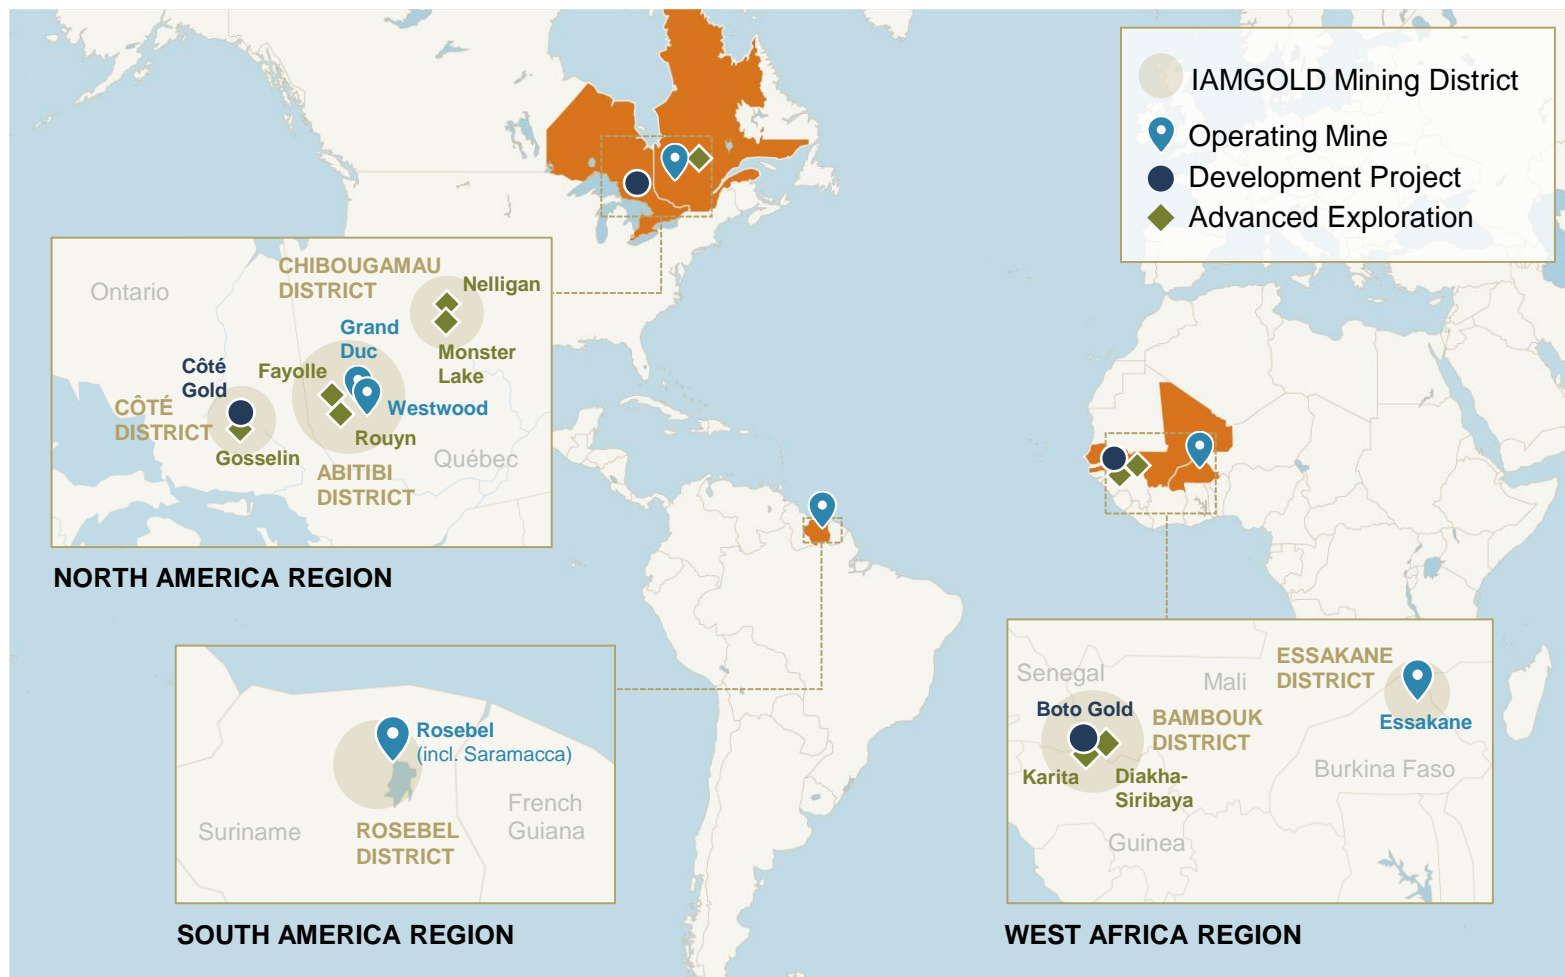 IAMGOLD Mining District
Operating Mine
Development Project
Advanced Exploration
Ontario
CHIBOUGAMAU
DISTRICT
Nelligan
Grand
Duc
Monster
Lake
Côté
Gold
Fayolle
Westwood
CÔTÉ
DISTRICT
Rouyn
Gosselin
Québec
ABITIBI
DISTRICT
NORTH AMERICA REGION
Rosebel
(incl. Saramacca)
Suriname
French
Guiana
ROSEBEL
DISTRICT
SOUTH AMERICA REGION
Senegal
Mali
ESSAKANE
DISTRICT
Boto Gold
BAMBOUK
DISTRICT
Essakane
Karita
Diakha-
Siribaya
Burkina Faso
Guinea
WEST AFRICA REGION